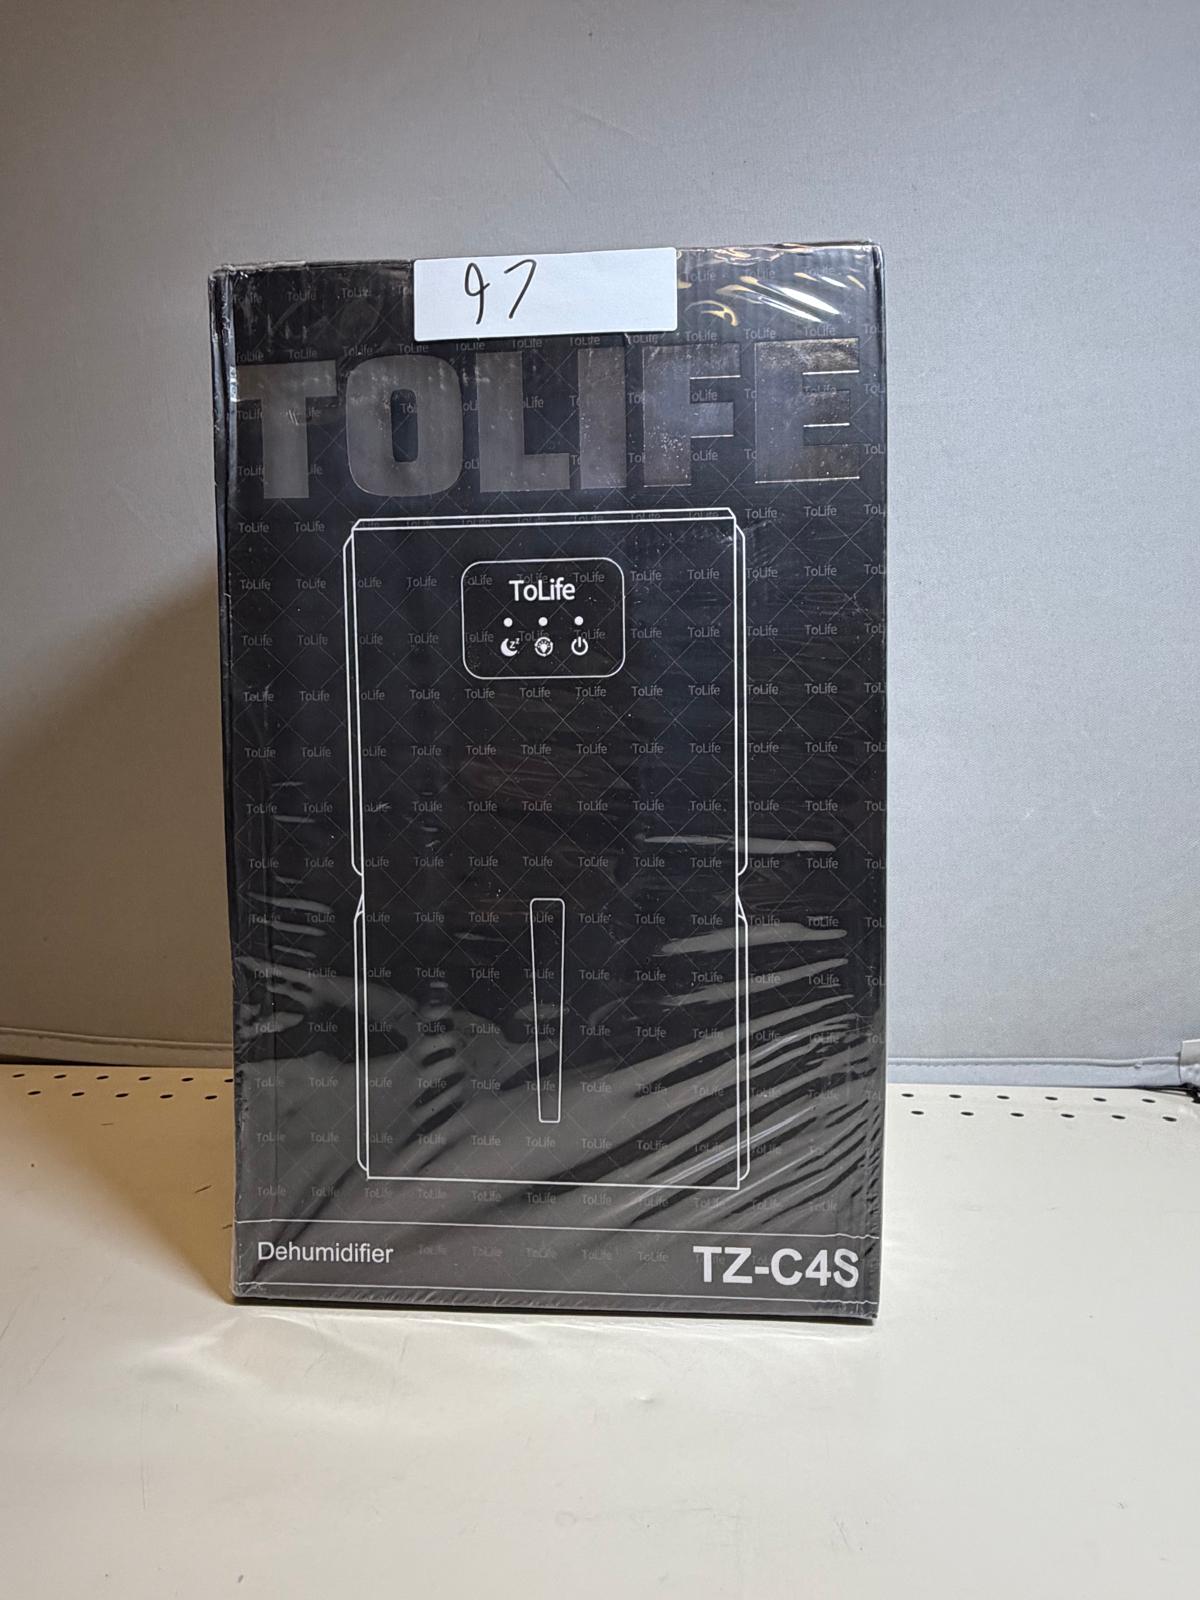 97
TOLIFE
ToLife
Dehumidifier
TZ-C4S